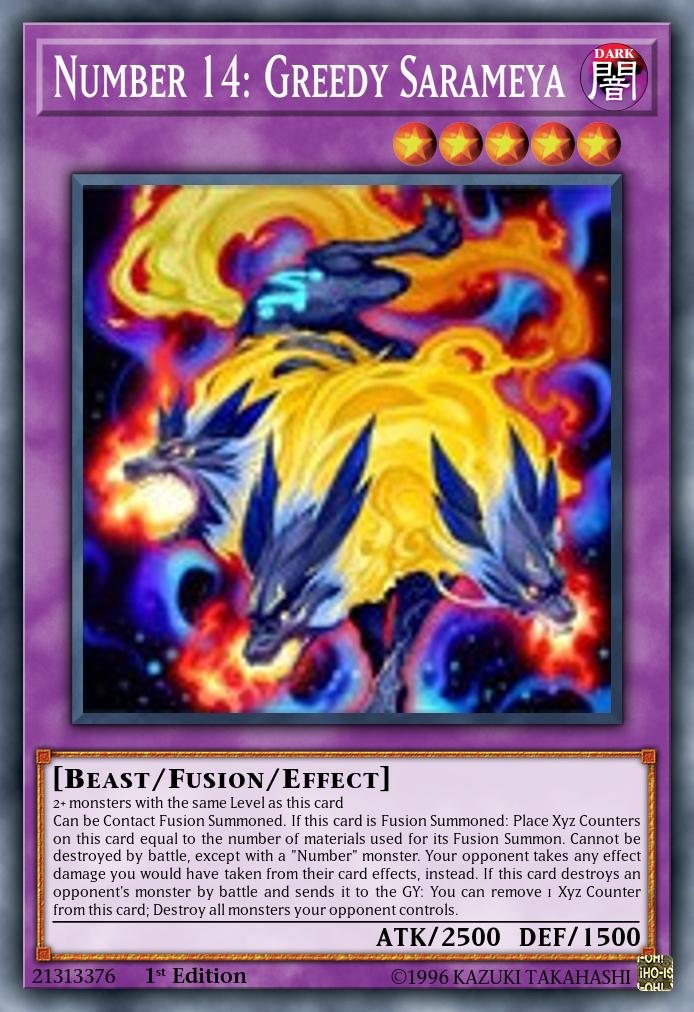 NUMBER 14: GREEDY SARAMEYA
DARK
闇
[BEAST/FUSION/EFFECT]
2+ monsters with the same Level as this card
Can be Contact Fusion Summoned. If this card is Fusion Summoned: Place Xyz Counters
on this card equal to the number of materials used for its Fusion Summon. Cannot be
destroyed by battle, except with a "Number" monster. Your opponent takes any effect
damage you would have taken from their card effects, instead. If this card destroys an
opponent's monster by battle and sends it to the GY: You can remove 1 Xyz Counter
from this card; Destroy all monsters your opponent controls.
ATK/2500 DEF/1500
21313376 1st Edition ©1996 KAZUKI TAKAHASHI